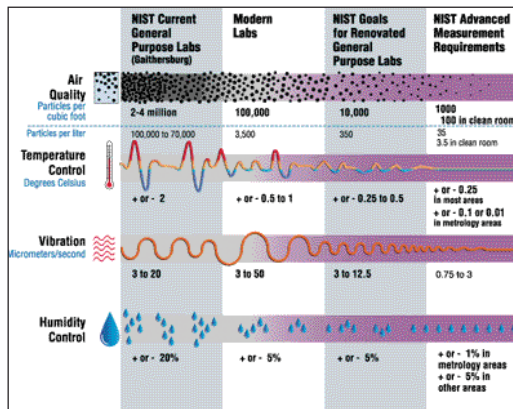 NIST Current
General
Purpose Labs
(Gaithersburg)
Modern
Labs
NIST Goals
for Renovated
General
Purpose Labs
NIST Advanced
Measurement
Requirements
Air
Quality
Particles per
cubic foot
2-4 million
100,000
10,000
1000
100 in clean room
Particles per liter
100,000 to 70,000
3,500
350
35
3.5 in clean room
Temperature
Control
Degrees Celsius
+ or - 2
+ or - 0.5 to 1
+ or - 0.25 to 0.5
+ or - 0.25
in most areas
+ or - 0.1 or 0.01
in metrology areas
Vibration
Micrometers/second
3 to 20
3 to 50
3 to 12.5
0.75 to 3
Humidity
Control
+ or - 20%
+ or - 5%
+ or - 5%
+ or - 1% in
metrology areas
+ or - 5% in
other areas